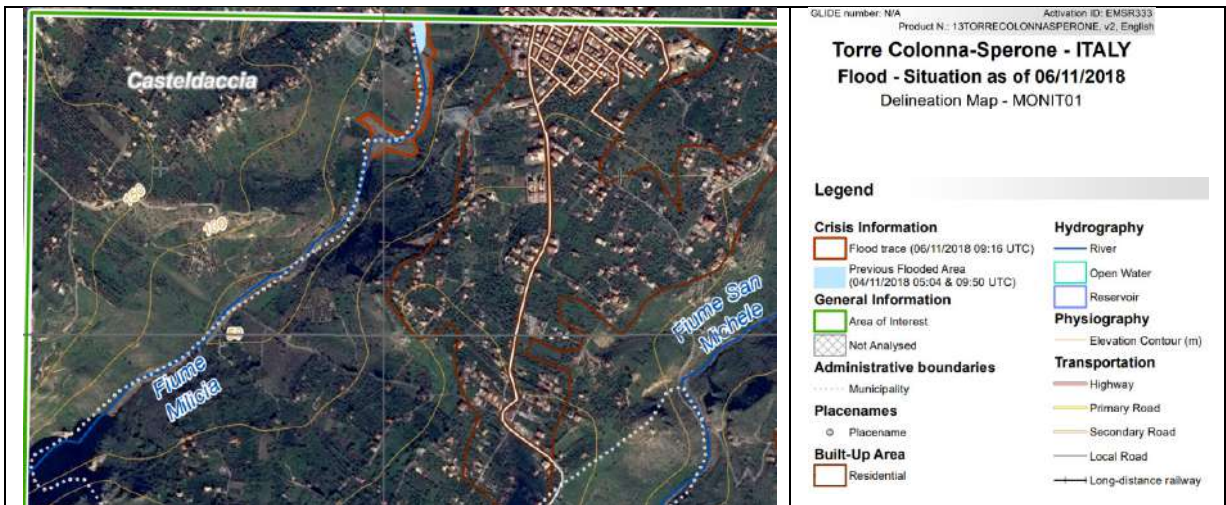 Casteldaccia
150
100
50
Fiume
Milicia
Fiume San
Michele
GLIDE number: N/A
Activation ID: EMSR333
Product N.: 13TORRECOLONNASPERONE, v2, English
Torre Colonna-Sperone - ITALY
Flood - Situation as of 06/11/2018
Delineation Map - MONIT01
Legend
Crisis Information
Flood trace (06/11/2018 09:16 UTC)
Previous Flooded Area
(04/11/2018 05:04 & 09:50 UTC)
General Information
Area of Interest
Not Analysed
Administrative boundaries
Municipality
Placenames
Placename
Built-Up Area
Residential
Hydrography
River
Open Water
Reservoir
Physiography
Elevation Contour (m)
Transportation
Highway
Primary Road
Secondary Road
Local Road
Long-distance railway